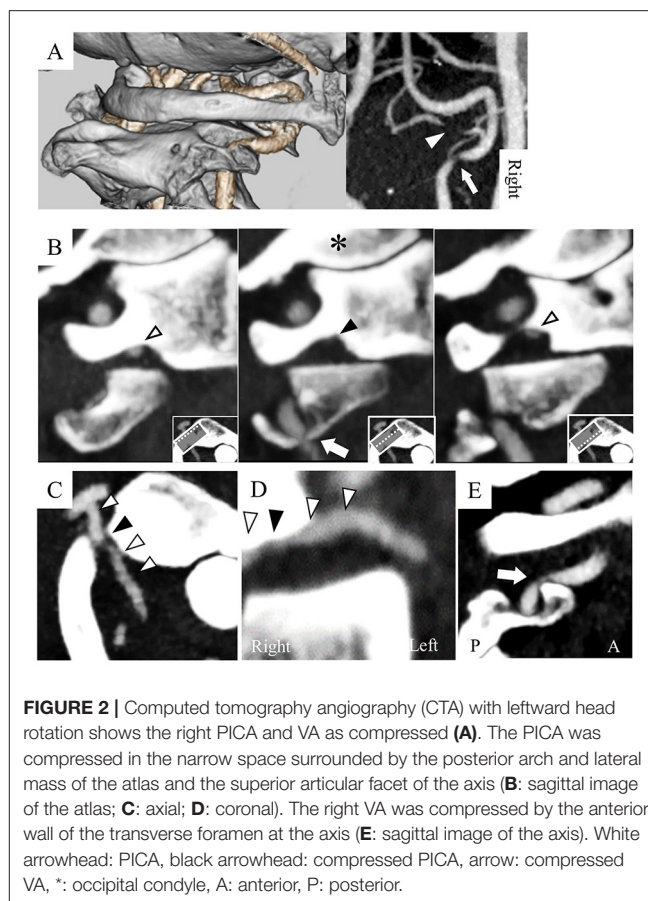 A
Right
B
*
C
D
E
Right
Left
P
A
FIGURE 2 | Computed tomography angiography (CTA) with leftward head
rotation shows the right PICA and VA as compressed (A). The PICA was
compressed in the narrow space surrounded by the posterior arch and lateral
mass of the atlas and the superior articular facet of the axis (B: sagittal image
of the atlas; C: axial; D: coronal). The right VA was compressed by the anterior
wall of the transverse foramen at the axis (E: sagittal image of the axis). White
arrowhead: PICA, black arrowhead: compressed PICA, arrow: compressed
VA, *: occipital condyle, A: anterior, P: posterior.